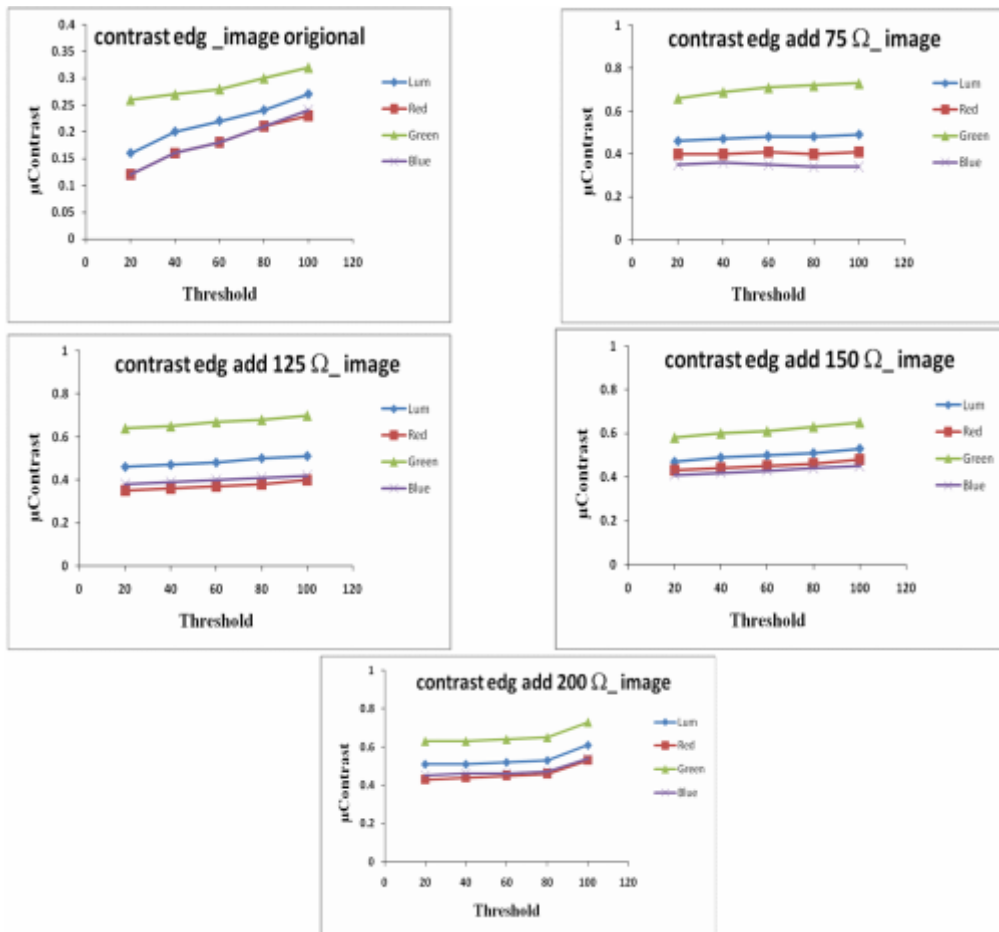 contrast edg _image origional
0.4
0.35
0.3
0.25
0.2
0.15
0.1
0.05
0
µContrast
0 20 40 60 80 100 120
Threshold
Lum
Red
Green
Blue
contrast edg add 75 Ω_ image
1
0.8
0.6
0.4
0.2
0
µContrast
0 20 40 60 80 100 120
Threshold
Lum
Red
Green
Blue
contrast edg add 125 Ω_ image
1
0.8
0.6
0.4
0.2
0
µContrast
0 20 40 60 80 100 120
Threshold
Lum
Red
Green
Blue
contrast edg add 150 Ω_ image
1
0.8
0.6
0.4
0.2
0
µContrast
0 20 40 60 80 100 120
Threshold
Lum
Red
Green
Blue
contrast edg add 200 Ω_ image
1
0.8
0.6
0.4
0.2
0
µContrast
0 20 40 60 80 100 120
Threshold
Lum
Red
Green
Blue